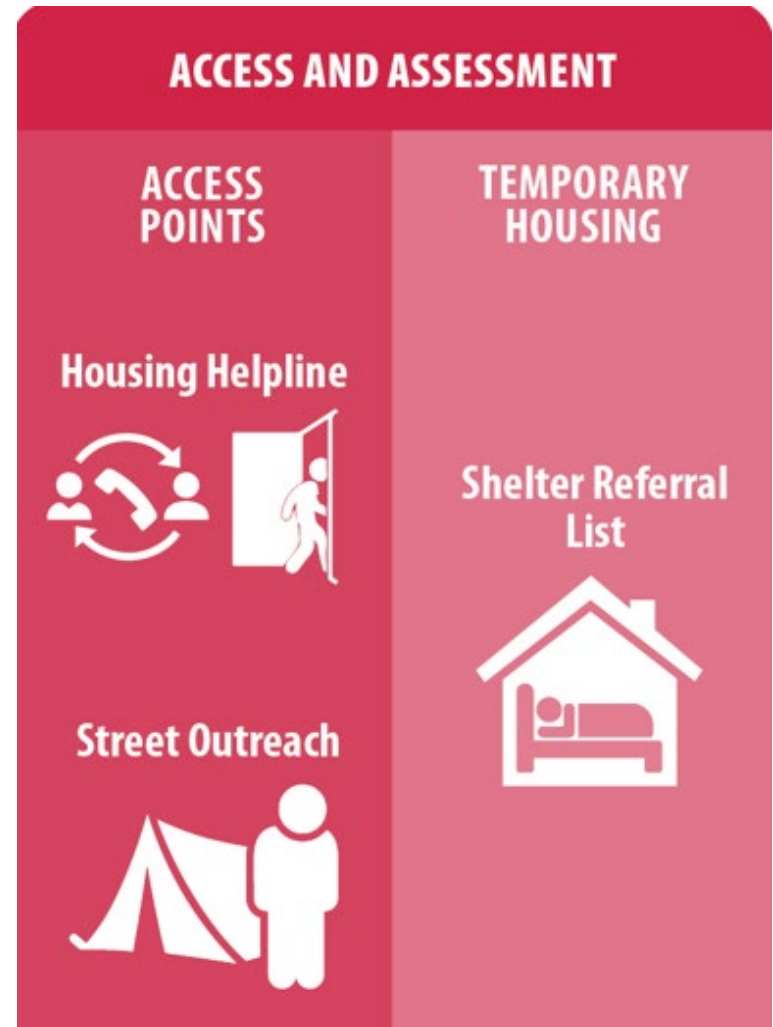 ACCESS AND ASSESSMENT
ACCESS
POINTS
Housing Helpline
Street Outreach
TEMPORARY
HOUSING
Shelter Referral
List